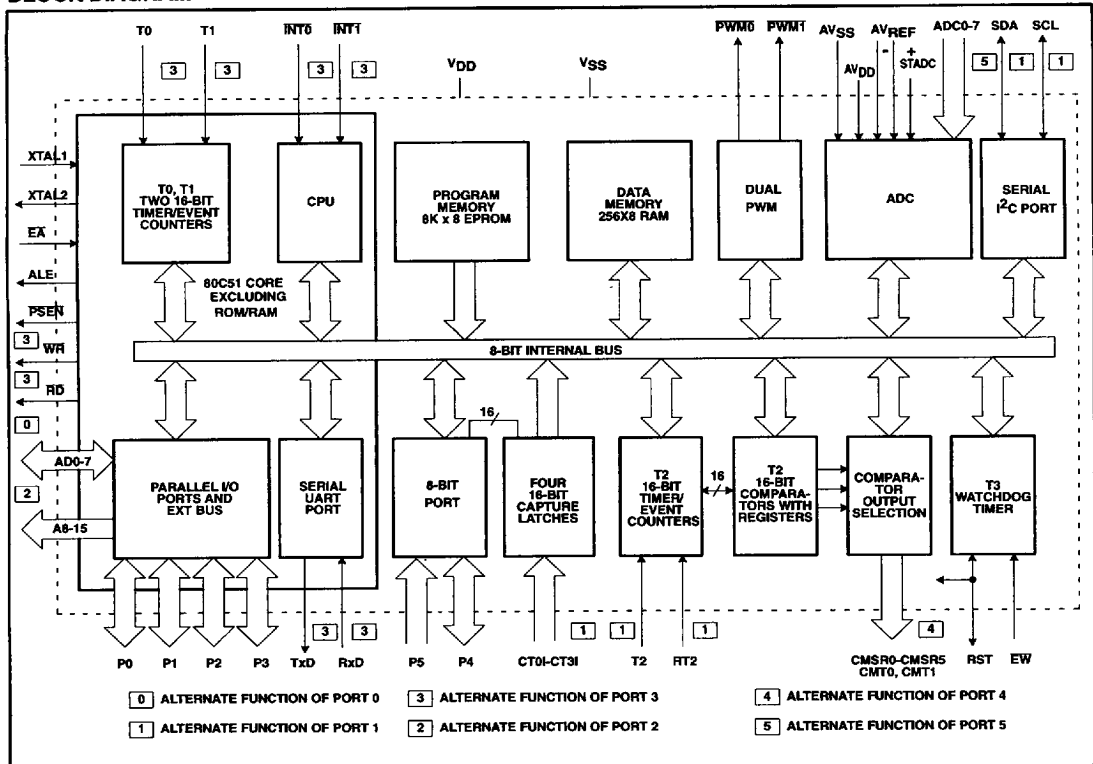 BLOCK DIAGRAM
T0 T1 INT0 INT1 PWM0 PWM1 AVSS AVREF ADC0-7 SDA SCL
- +
STADC
AVDD
3 3 3 3 VDD VSS 5 1 1
XTAL1
XTAL2
EA
ALE
PSEN
3
WR
3
RD
0
AD0-7
2
A8-15
T0, T1
TWO 16-BIT
TIMER/EVENT
COUNTERS
CPU
PROGRAM
MEMORY
8K x 8 EPROM
DATA
MEMORY
256X8 RAM
DUAL
PWM
ADC
SERIAL
I2C PORT
80C51 CORE
EXCLUDING
ROM/RAM
8-BIT INTERNAL BUS
PARALLEL I/O
PORTS AND
EXT BUS
SERIAL
UART
PORT
8-BIT
PORT
16
FOUR
16-BIT
CAPTURE
LATCHES
T2
16-BIT
TIMER/
EVENT
COUNTERS
16
T2
16-BIT
COMPARA-
TORS WITH
REGISTERS
COMPARA-
TOR
OUTPUT
SELECTION
T3
WATCHDOG
TIMER
3 3 1 1 1 4
P0 P1 P2 P3 TxD RxD P5 P4 CT0I-CT3I T2 RT2 CMSR0-CMSR5 RST EW
CMT0, CMT1
0 ALTERNATE FUNCTION OF PORT 0 3 ALTERNATE FUNCTION OF PORT 3 4 ALTERNATE FUNCTION OF PORT 4
1 ALTERNATE FUNCTION OF PORT 1 2 ALTERNATE FUNCTION OF PORT 2 5 ALTERNATE FUNCTION OF PORT 5